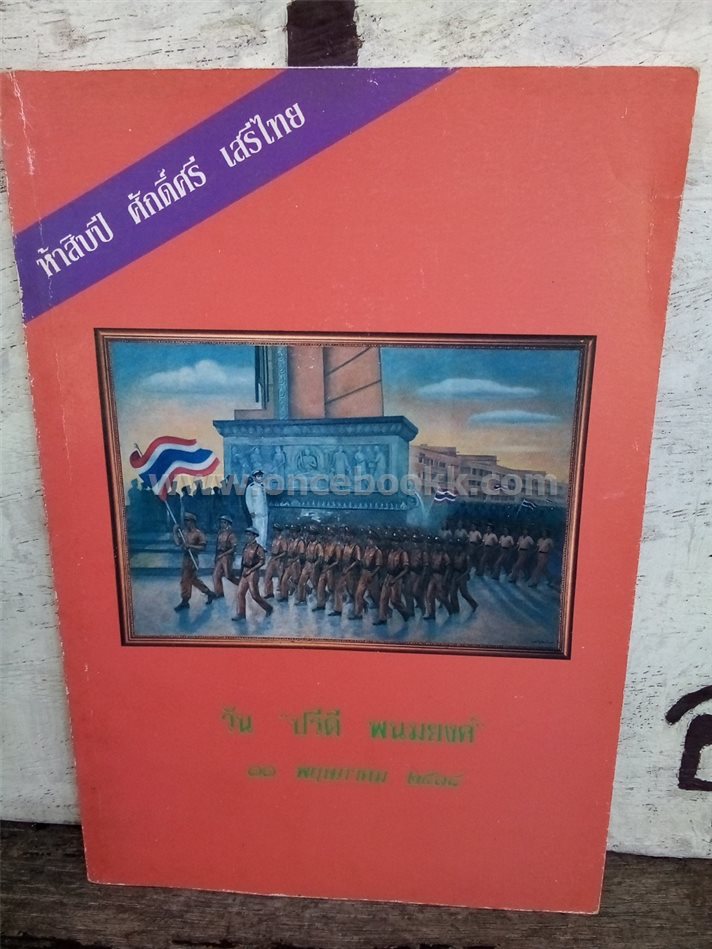 ห้าสิบปี ศักดิ์ศรี เสรีไทย
www.oncebookk.com
วัน "ปรีดี พนมยงค์"
๑๑ พฤษภาคม ๒๕๓๘